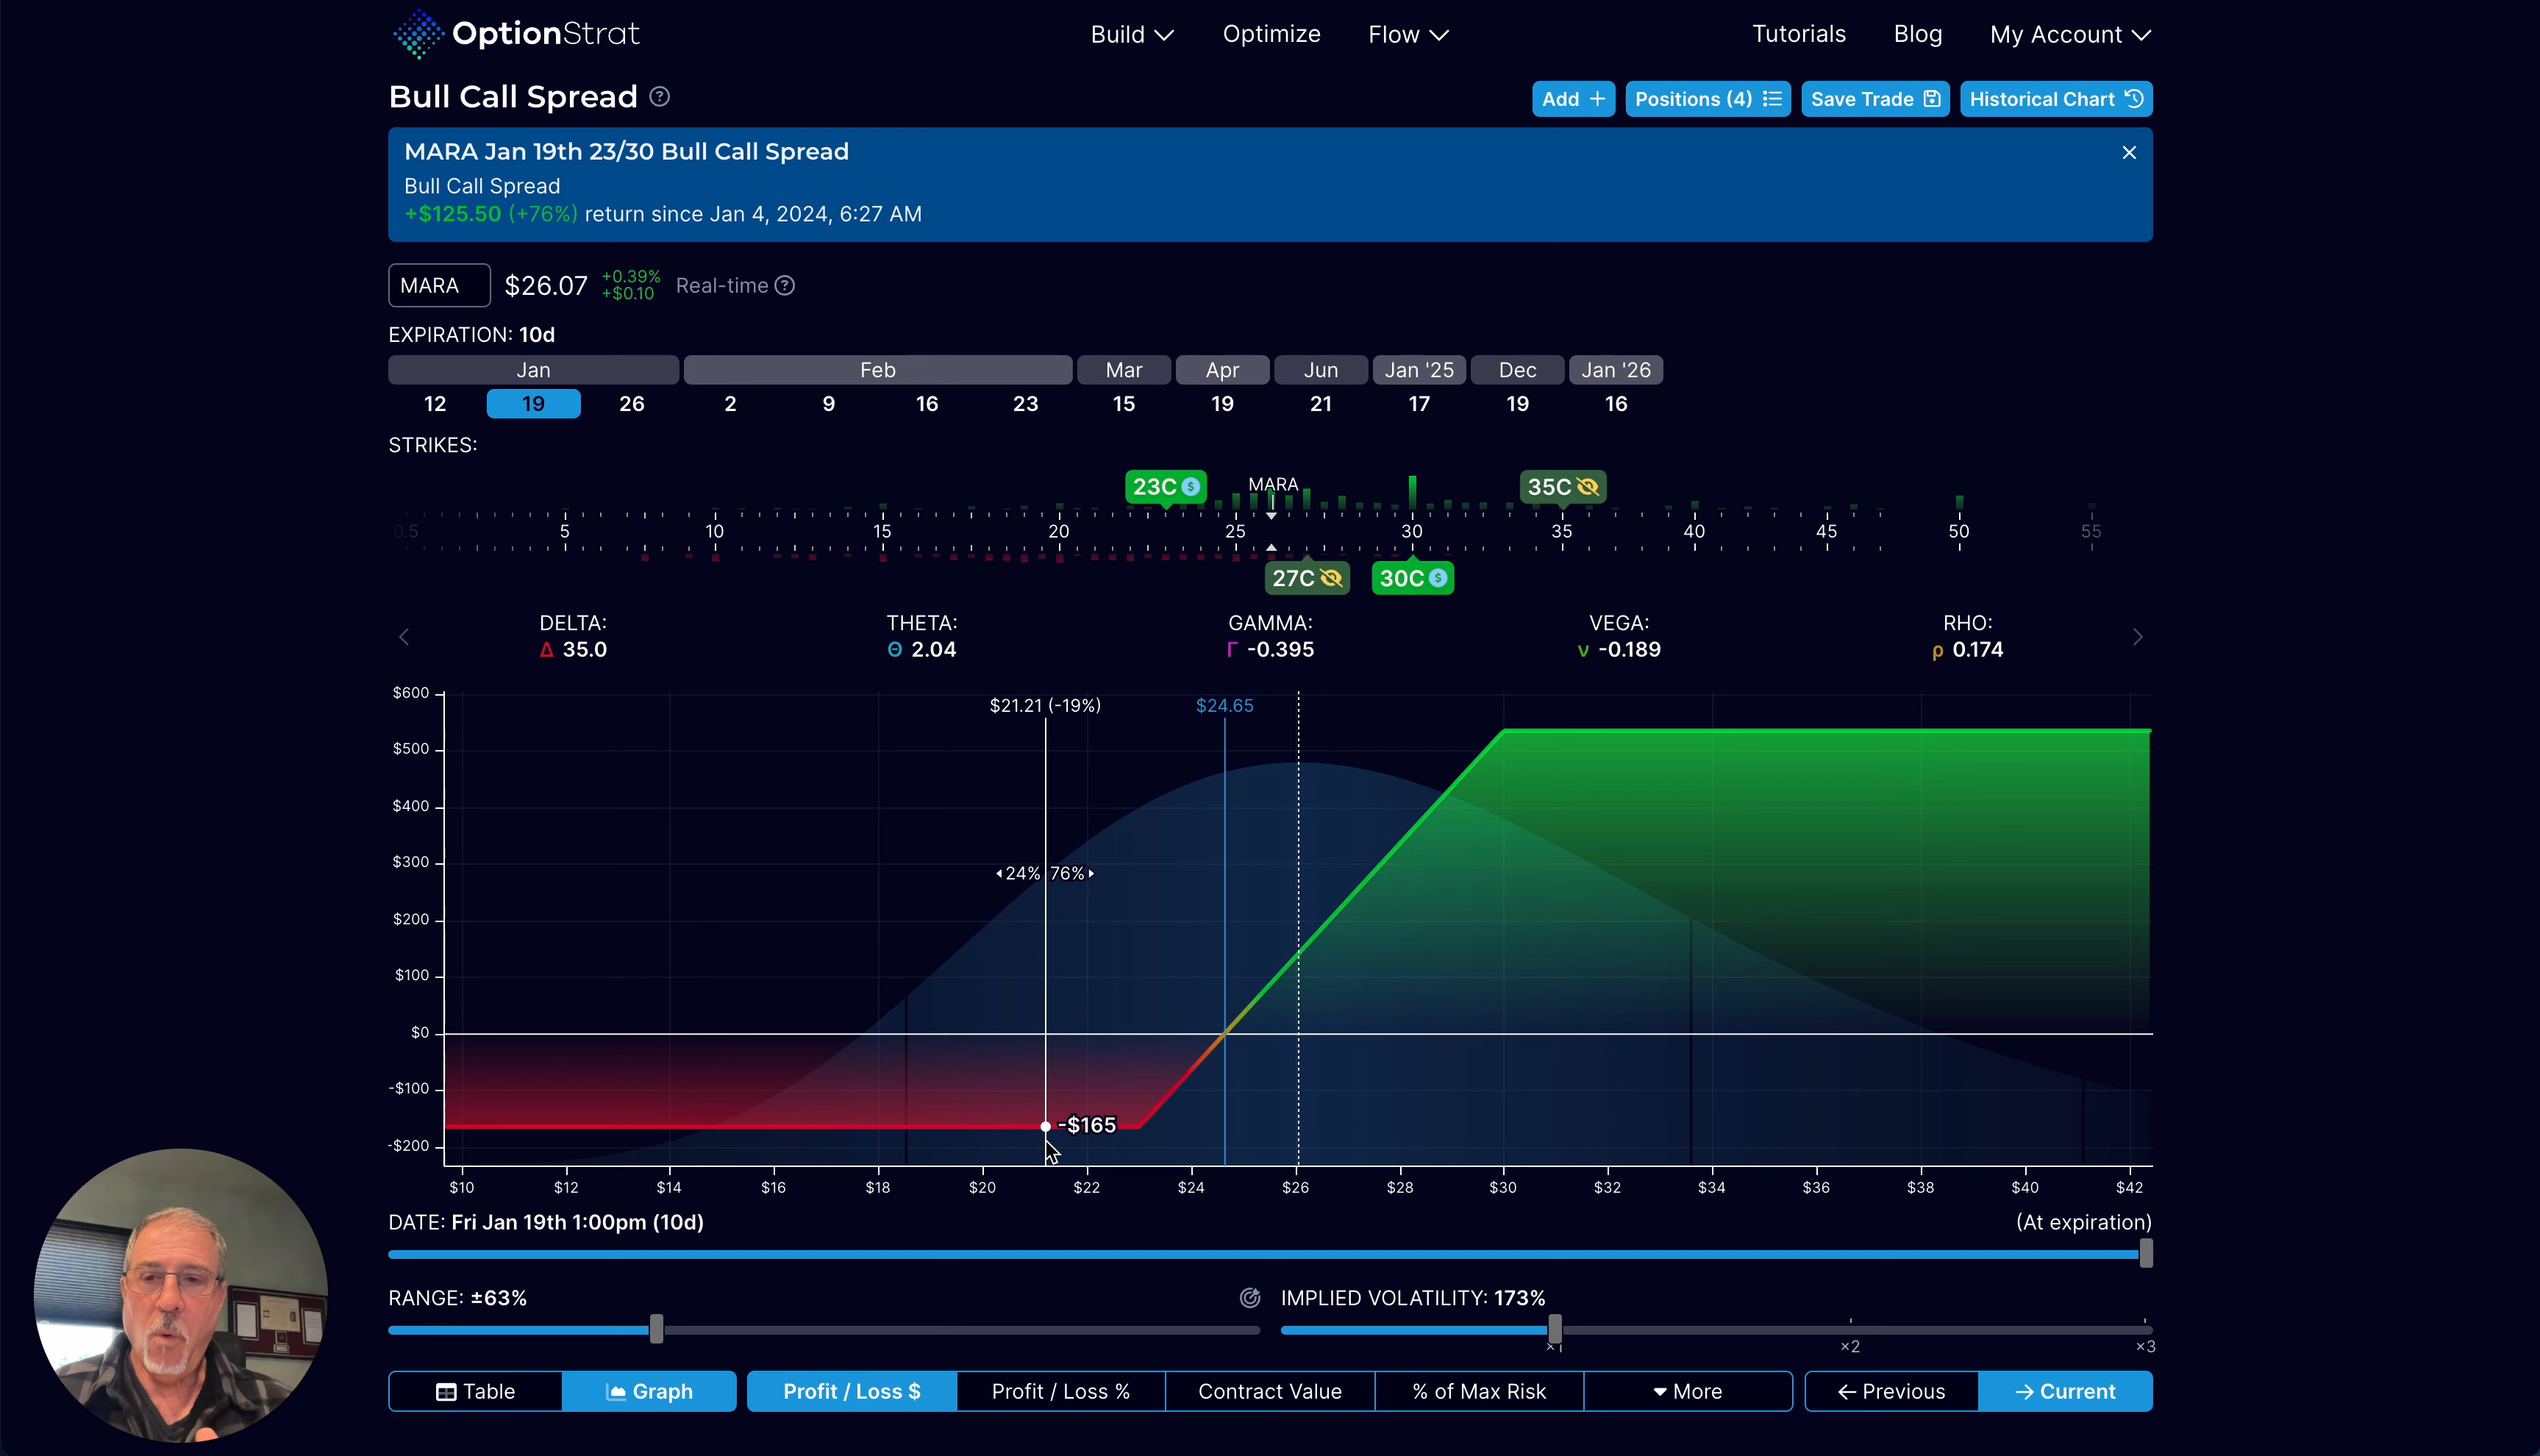 OptionStrat
Build Optimize Flow Tutorials Blog My Account
Bull Call Spread ?
Add + Positions (4) Save Trade Historical Chart
MARA Jan 19th 23/30 Bull Call Spread
Bull Call Spread
+$125.50 (+76%) return since Jan 4, 2024, 6:27 AM
MARA $26.07 +0.39% +$0.10 Real-time ?
EXPIRATION: 10d
Jan Feb Mar Apr Jun Jan '25 Dec Jan '26
12 19 26 2 9 16 23 15 19 21 17 19 16
STRIKES:
23C $ MARA 35C
0.5 5 10 15 20 25 30 35 40 45 50 55
27C 30C $
DELTA: THETA: GAMMA: VEGA: RHO:
Δ 35.0 Θ 2.04 Γ -0.395 ν -0.189 ρ 0.174
$600
$21.21 (-19%) $24.65
$500
$400
$300
24% 76%
$200
$100
$0
-$100
-$165
-$200
$10 $12 $14 $16 $18 $20 $22 $24 $26 $28 $30 $32 $34 $36 $38 $40 $42
DATE: Fri Jan 19th 1:00pm (10d) (At expiration)
RANGE: ±63% IMPLIED VOLATILITY: 173%
×1 ×2 ×3
Table Graph Profit / Loss $ Profit / Loss % Contract Value % of Max Risk More ← Previous → Current